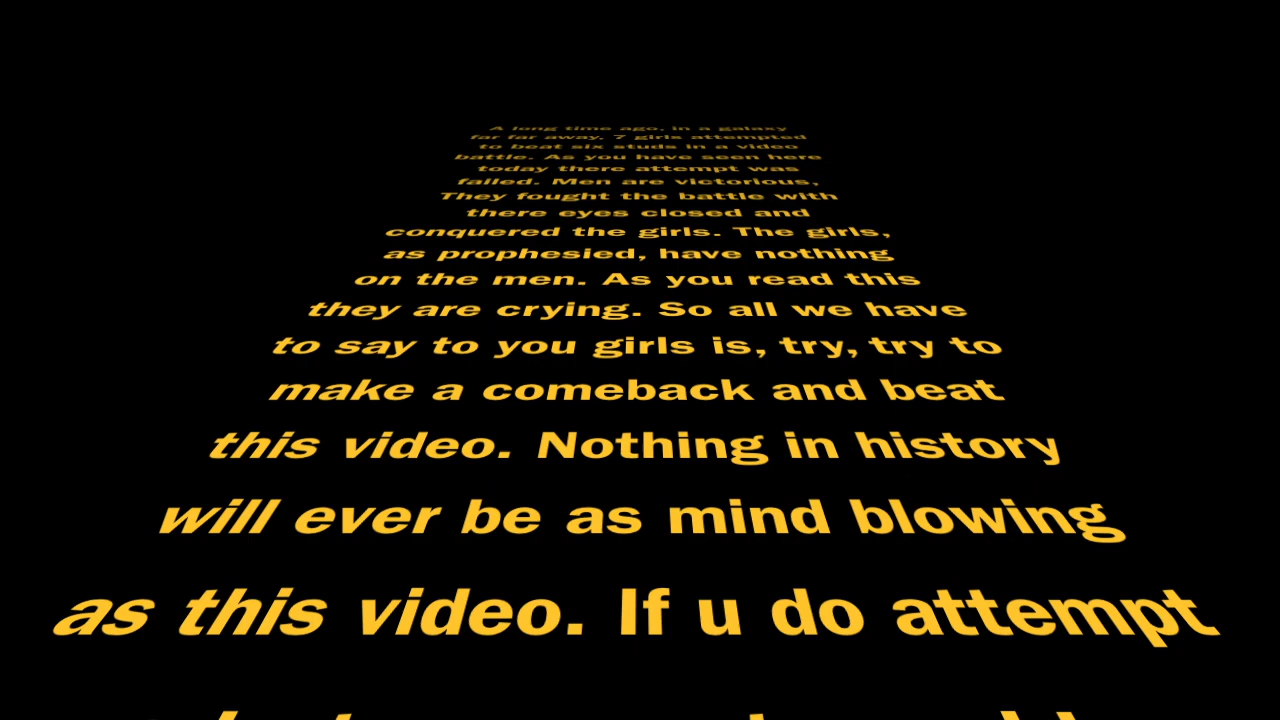 A long time ago, in a galaxy
far far away, 7 girls attempted
to beat six studs in a video
battle. As you have seen here
today there attempt was
failed. Men are victorious,
They fought the battle with
there eyes closed and
conquered the girls. The girls,
as prophesied, have nothing
on the men. As you read this
they are crying. So all we have
to say to you girls is, try, try to
make a comeback and beat
this video. Nothing in history
will ever be as mind blowing
as this video. If u do attempt